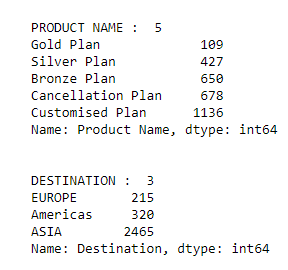 PRODUCT NAME :  5
Gold Plan             109
Silver Plan           427
Bronze Plan           650
Cancellation Plan     678
Customised Plan      1136
Name: Product Name, dtype: int64
DESTINATION :  3
EUROPE       215
Americas     320
ASIA        2465
Name: Destination, dtype: int64